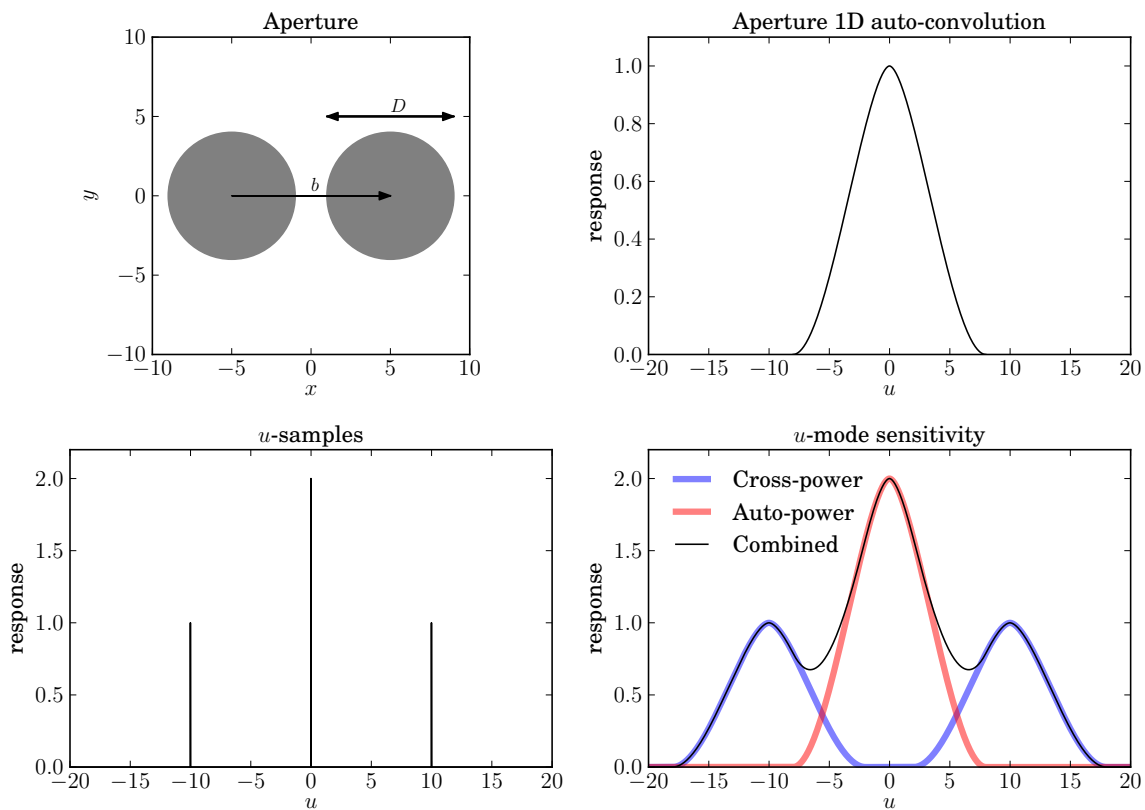 Aperture
10
5
0
−5
−10
y
D
b
−10 −5 0 5 10
x
Aperture 1D auto-convolution
1.0
0.8
0.6
0.4
0.2
0.0
response
−20 −15 −10 −5 0 5 10 15 20
u
u-samples
2.0
1.5
1.0
0.5
0.0
response
−20 −15 −10 −5 0 5 10 15 20
u
u-mode sensitivity
2.0
1.5
1.0
0.5
0.0
response
Cross-power
Auto-power
Combined
−20 −15 −10 −5 0 5 10 15 20
u